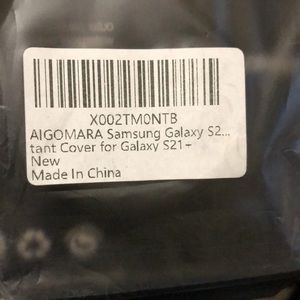 X002TM0NTB
AIGOMARA Samsung Galaxy S2...
tant Cover for Galaxy S21+
New
Made In China